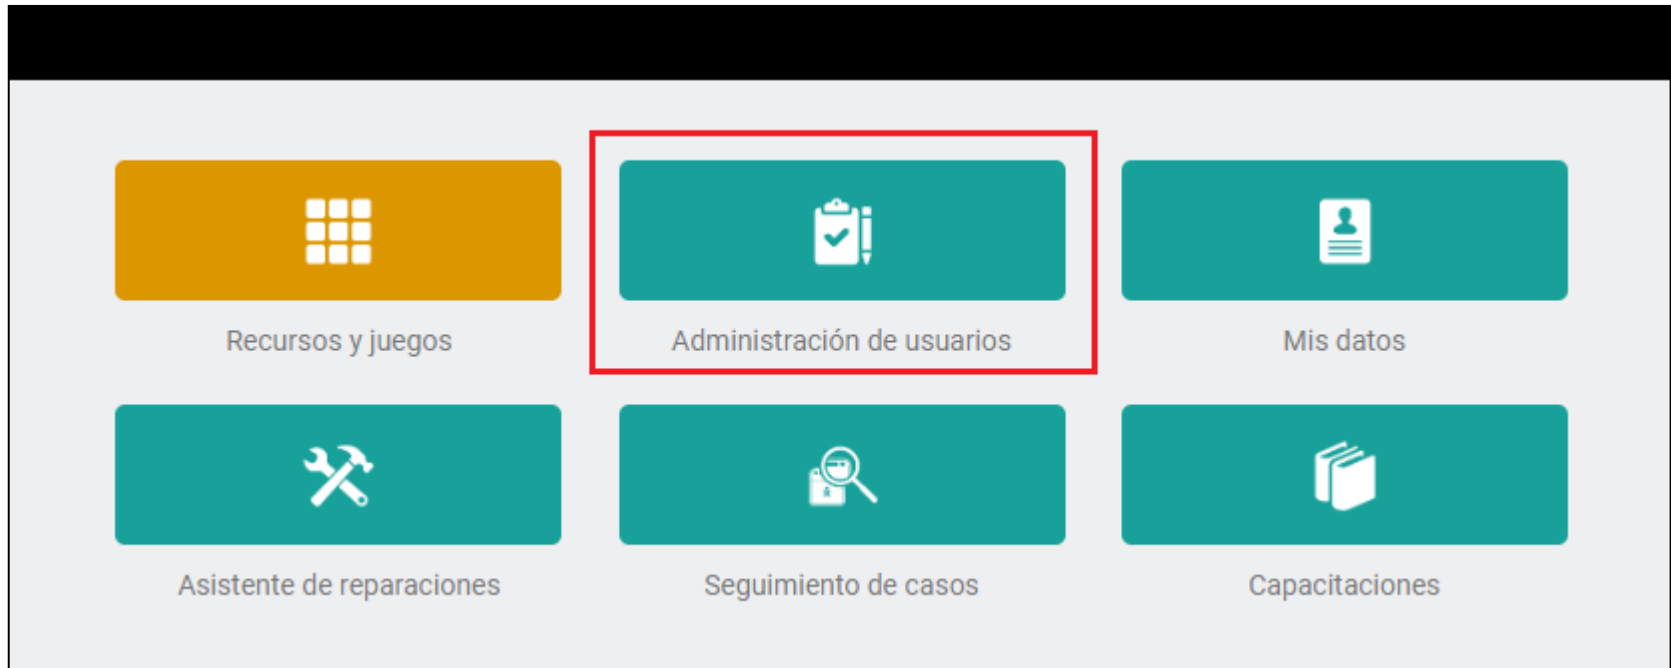 Recursos y juegos
Administración de usuarios
Mis datos
Asistente de reparaciones
Seguimiento de casos
Capacitaciones